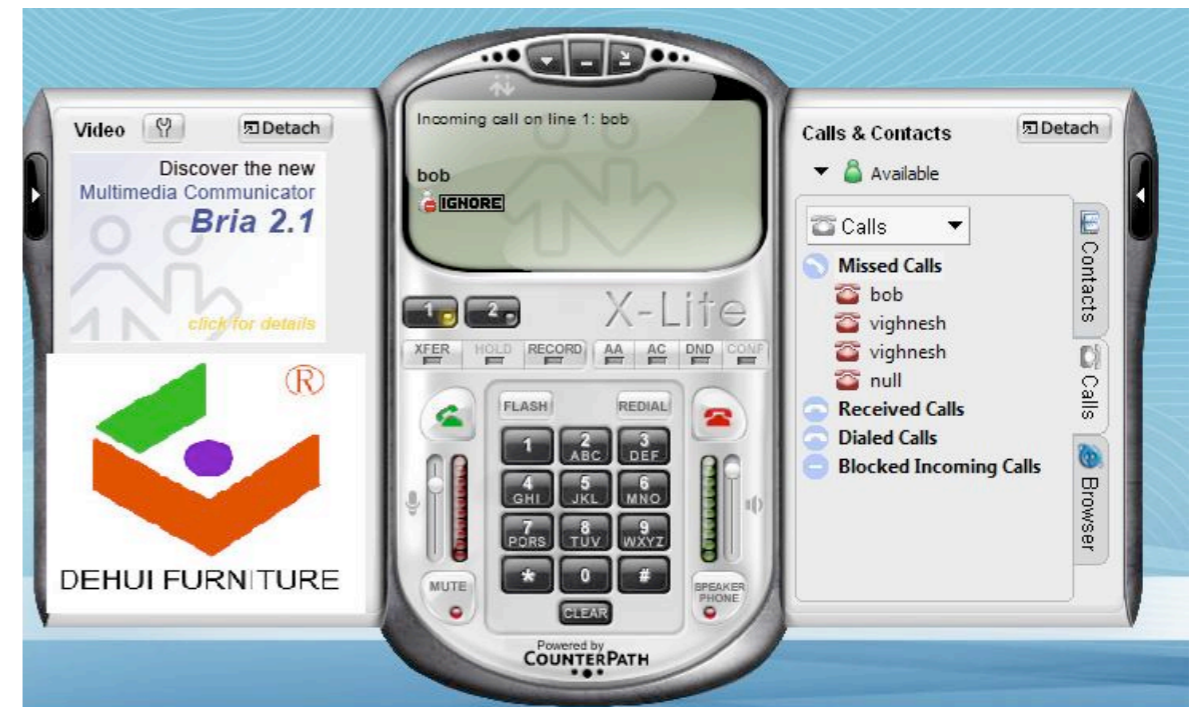 Video
Detach
Discover the new
Multimedia Communicator
Bria 2.1
click for details
®
DEHUI FURNITURE
Incoming call on line 1: bob
bob
IGNORE
1 2
X-Lite
XFER HOLD RECORD AA AC DND CONF
FLASH REDIAL
1 2 ABC 3 DEF
4 GHI 5 JKL 6 MNO
7 PQRS 8 TUV 9 WXYZ
* 0 #
MUTE
SPEAKER
PHONE
CLEAR
Powered by
COUNTERPATH
Calls & Contacts
Detach
Available
Calls
Missed Calls
bob
vighnesh
vighnesh
null
Received Calls
Dialed Calls
Blocked Incoming Calls
Contacts
Calls
Browser